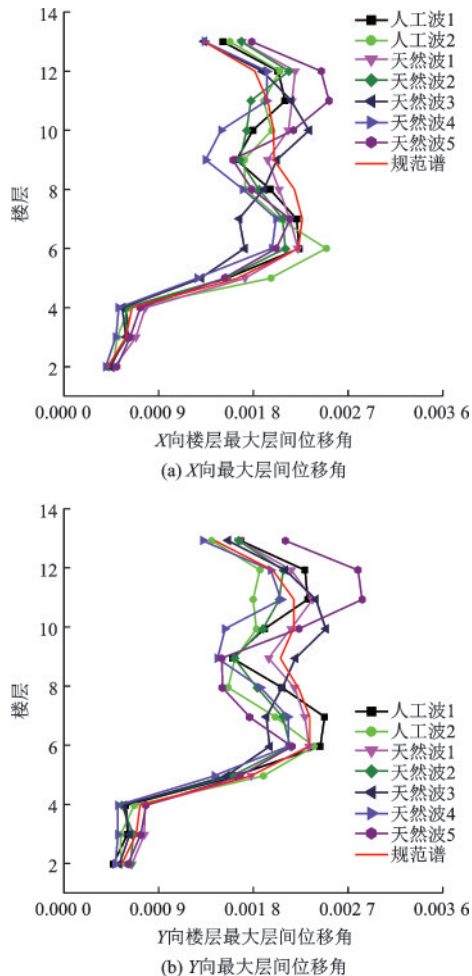 14
人工波1
人工波2
天然波1
天然波2
天然波3
天然波4
天然波5
规范谱
12
10
8
6
4
2
楼层
0.000 0
0.000 9
0.001 8
0.002 7
0.003 6
X向楼层最大层间位移角
(a) X向最大层间位移角
14
12
10
8
6
4
2
楼层
人工波1
人工波2
天然波1
天然波2
天然波3
天然波4
天然波5
规范谱
0.000 0
0.000 9
0.001 8
0.002 7
0.003 6
Y向楼层最大层间位移角
(b) Y向最大层间位移角